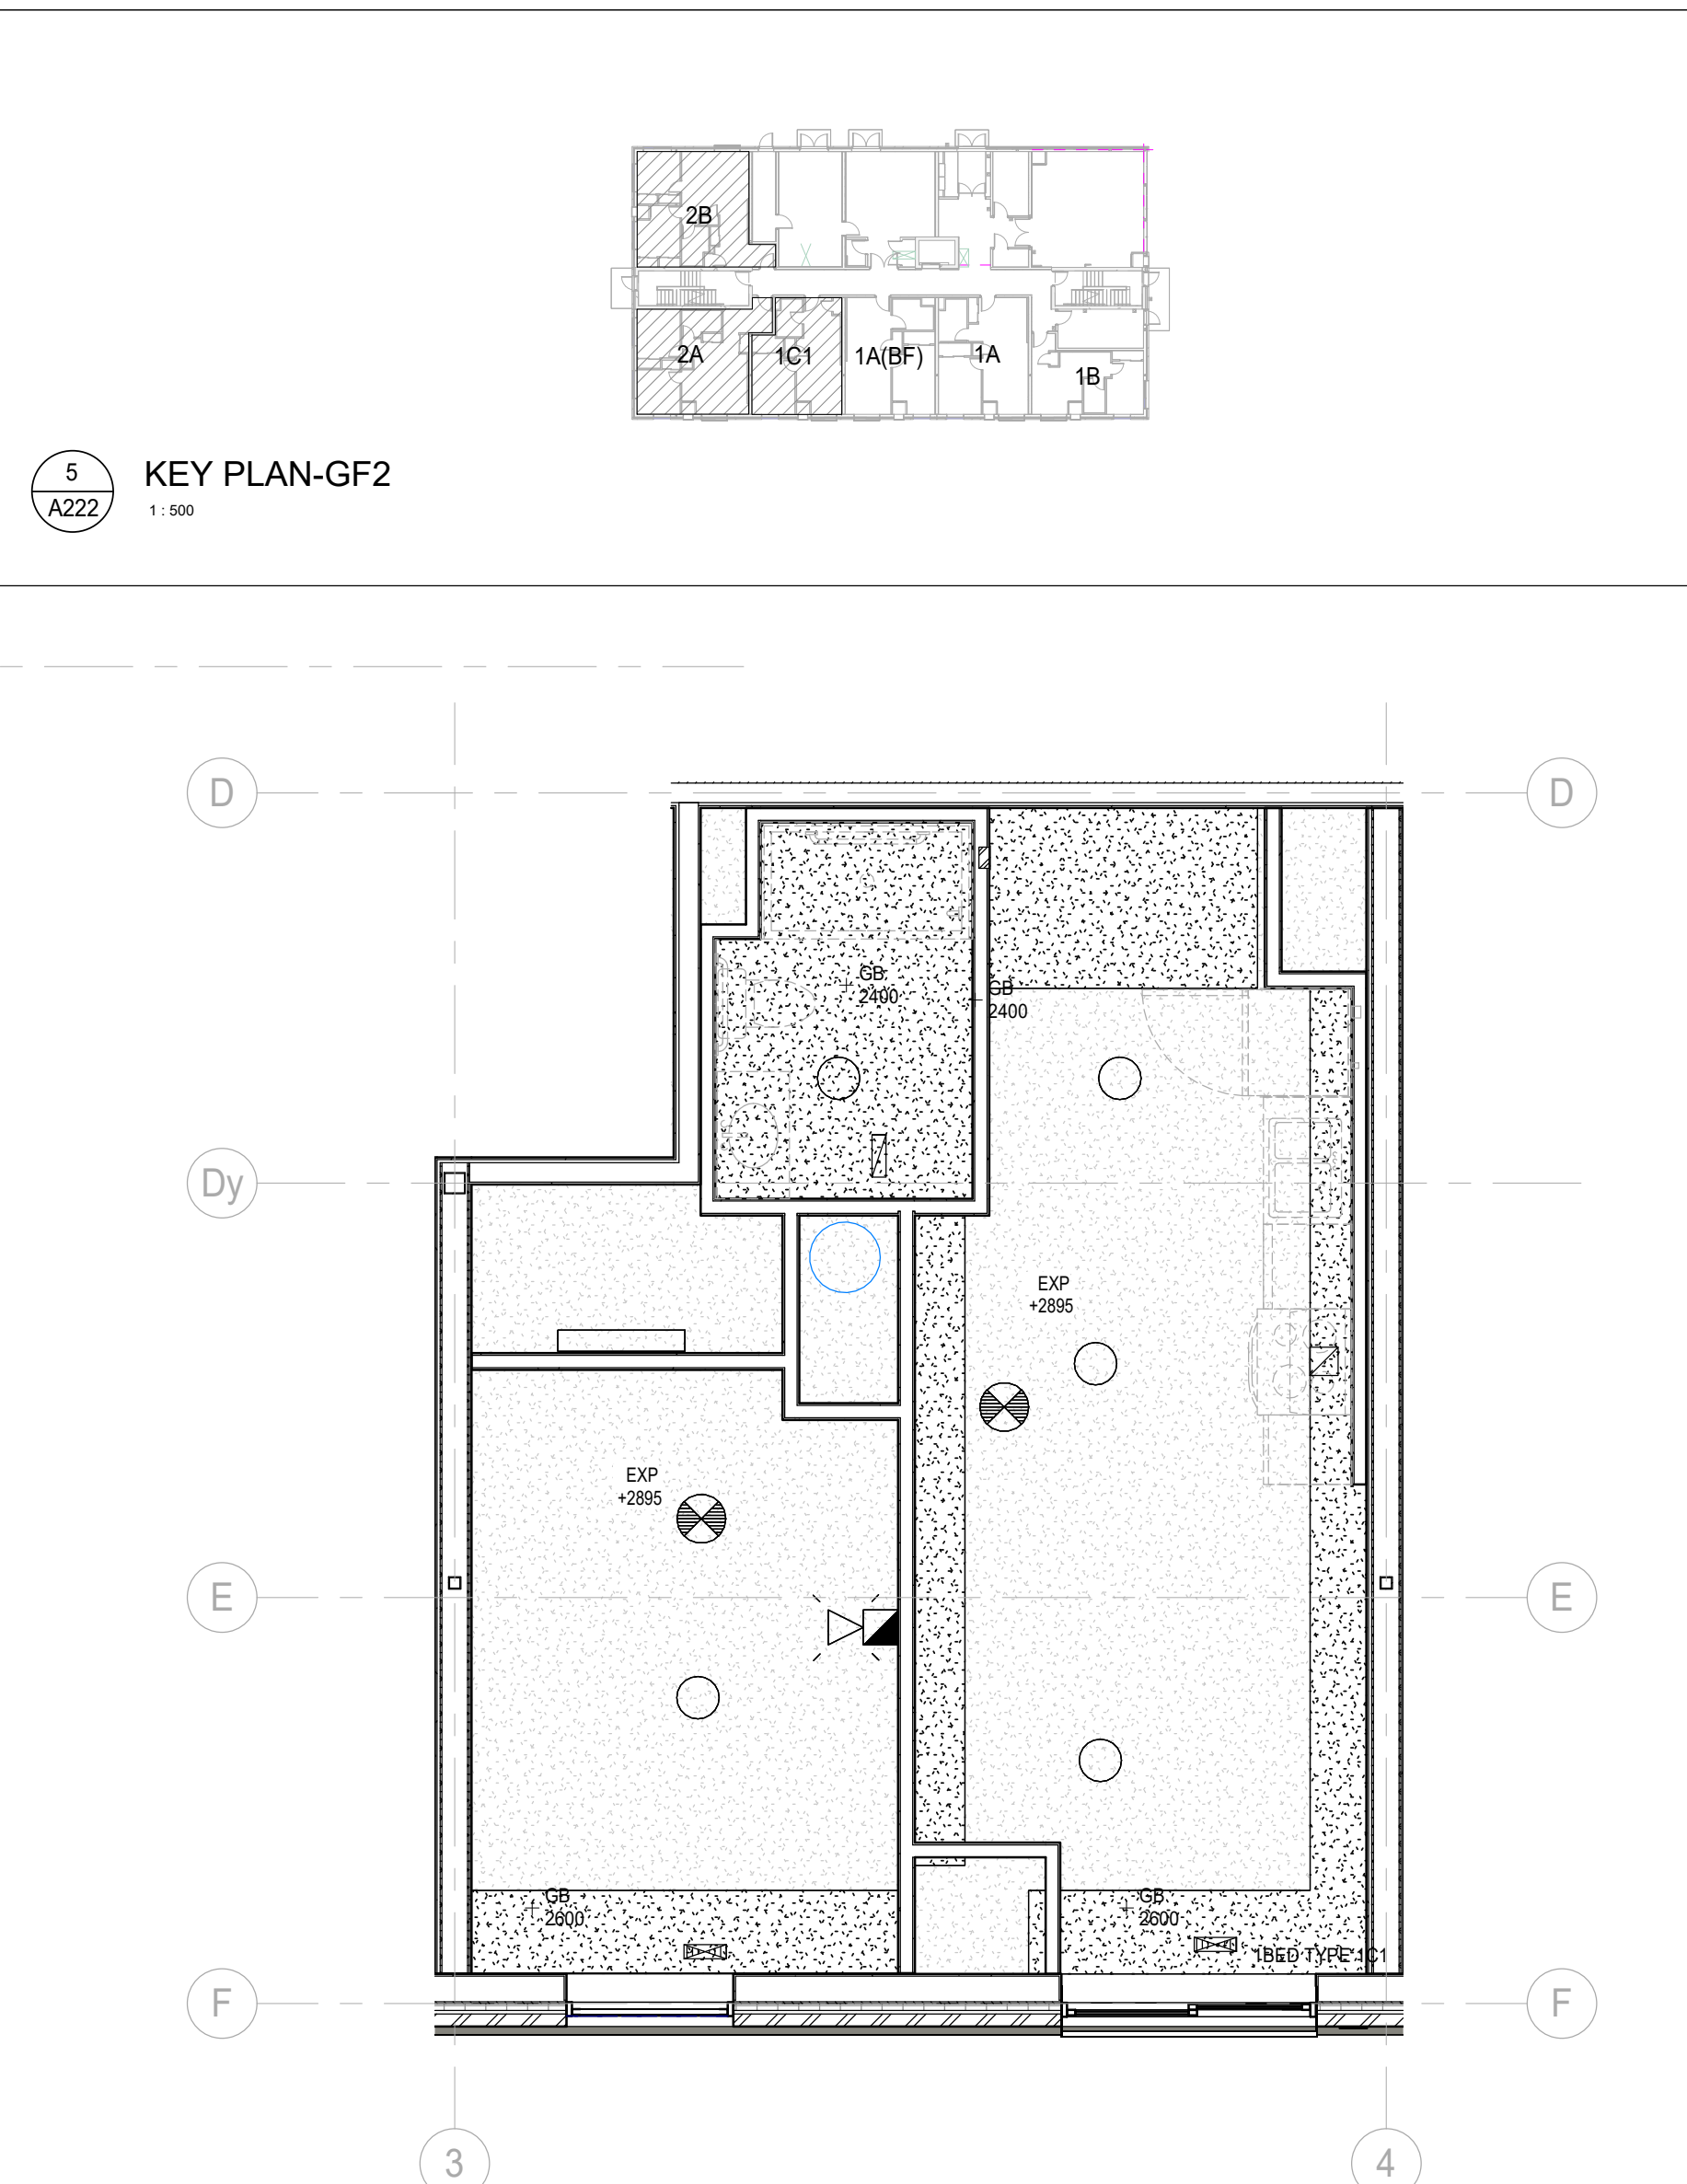 2B
2A
1C1
1A(BF)
1A
1B
5
A222
KEY PLAN-GF2
1 : 500
D
D
GB
2400
GB
2400
Dy
EXP
+2895
EXP
+2895
E
E
GB
2600
GB
2600
1BED TYPE 1C1
F
F
3
4